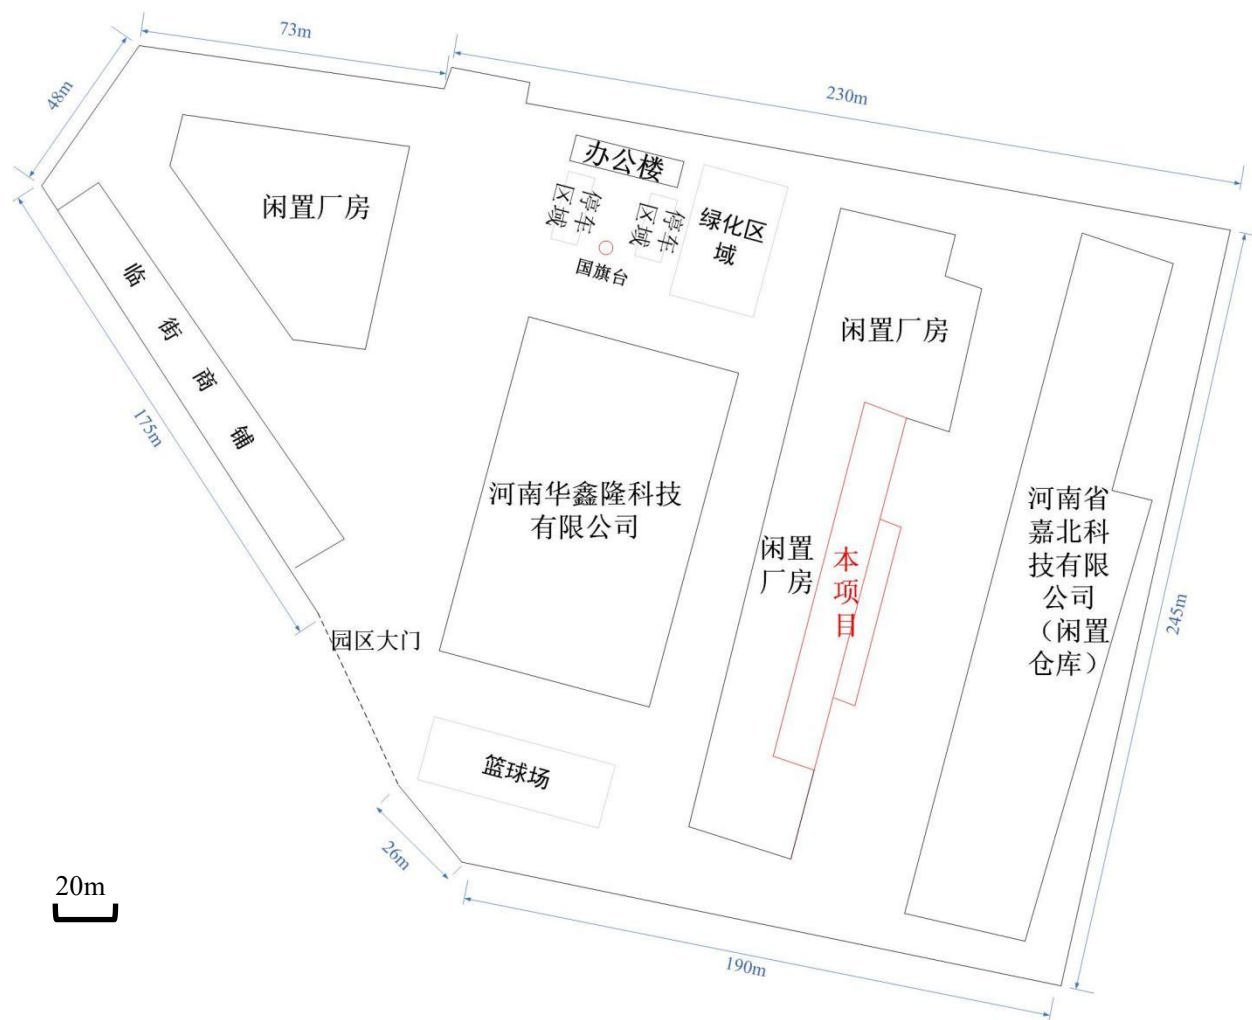 73m
230m
48m
办公楼
停车
区域
停车
区域
绿化区
域
国旗台
闲置厂房
临街商铺
175m
闲置厂房
河南华鑫隆科技
有限公司
闲置
厂房
本项目
河南省
嘉北科
技有限
公司
（闲置
仓库）
245m
园区大门
篮球场
26m
20m
190m